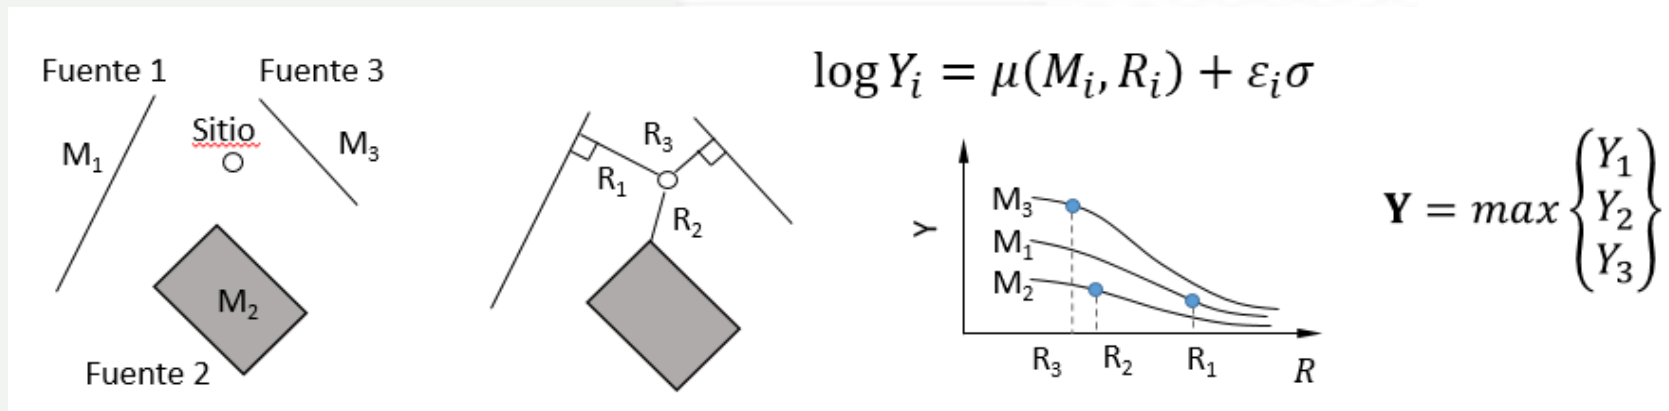 Fuente 1
Fuente 3
M₁
Sitio
M₃
M₂
Fuente 2
R₃
R₁
R₂
log Yᵢ = μ(Mᵢ, Rᵢ) + εᵢσ
Y
M₃
M₁
M₂
R₃ R₂ R₁ R
Y = max {Y₁ Y₂ Y₃}